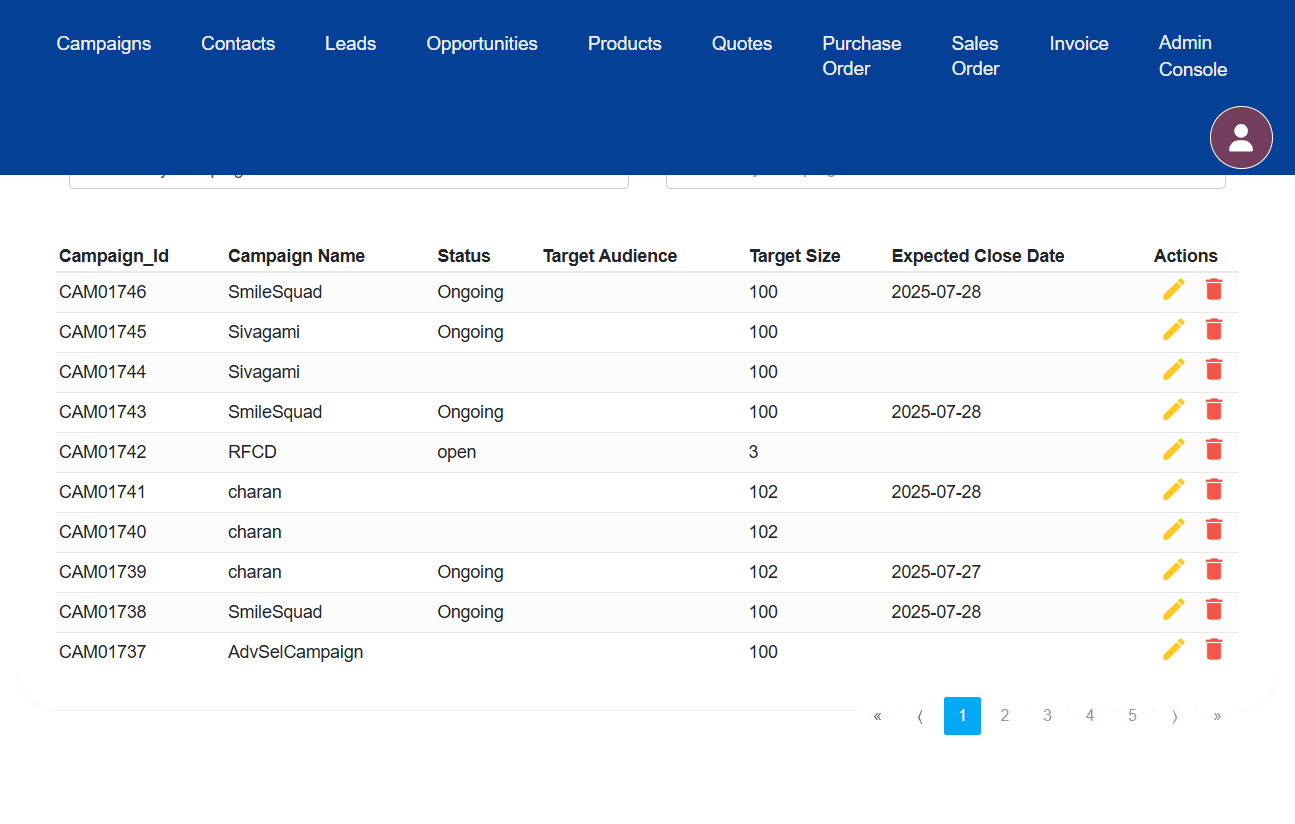 Campaigns Contacts Leads Opportunities Products Quotes Purchase Order Sales Order Invoice Admin Console
Campaign_Id Campaign Name Status Target Audience Target Size Expected Close Date Actions
CAM01746 SmileSquad Ongoing 100 2025-07-28
CAM01745 Sivagami Ongoing 100
CAM01744 Sivagami 100
CAM01743 SmileSquad Ongoing 100 2025-07-28
CAM01742 RFCD open 3
CAM01741 charan 102 2025-07-28
CAM01740 charan 102
CAM01739 charan Ongoing 102 2025-07-27
CAM01738 SmileSquad Ongoing 100 2025-07-28
CAM01737 AdvSelCampaign 100
« ⟨ 1 2 3 4 5 ⟩ »